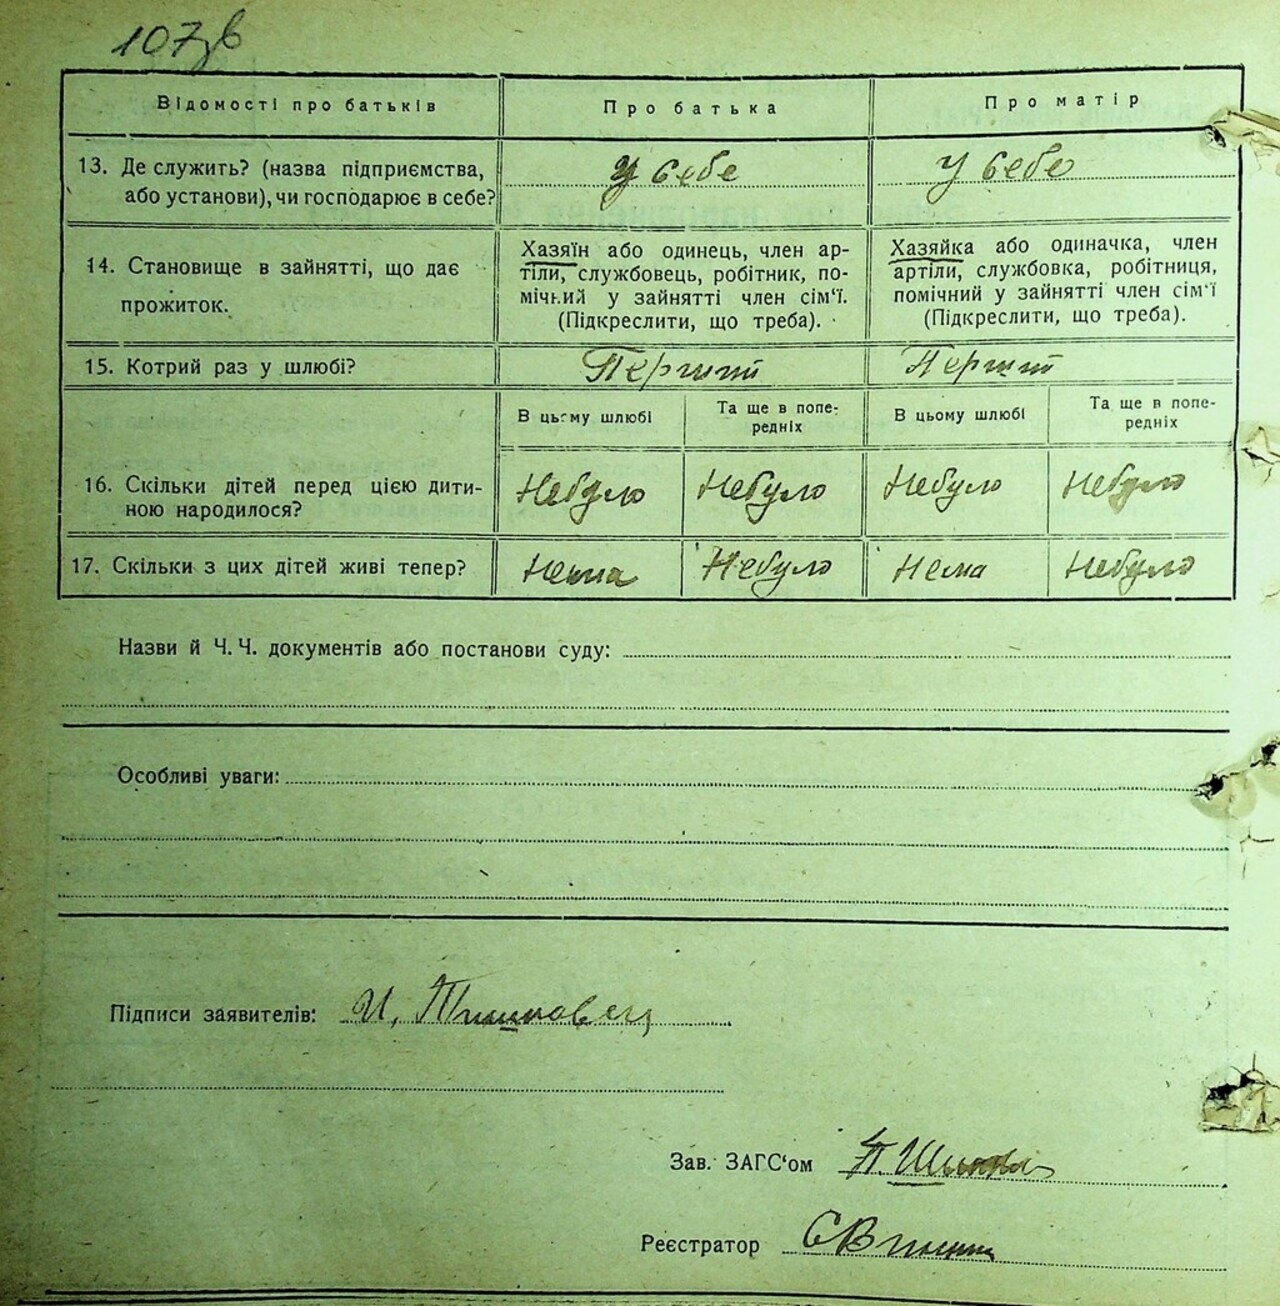 107зв
Відомості про батьків Про батька Про матір
13. Де служить? (назва підприємства, або установи), чи господарює в себе? У себе У себе
14. Становище в зайнятті, що дає прожиток.
Хазяїн або одинець, член ар-
тіли, службовець, робітник, по-
мічний у зайнятті член сім'ї.
(Підкреслити, що треба).
Хазяйка або одиначка, член
артіли, службовка, робітниця,
помічний у зайнятті член сім'ї
(Підкреслити, що треба).
15. Котрий раз у шлюбі? Перший Перший
В цьому шлюбі Та ще в попе-
редніх В цьому шлюбі Та ще в попе-
редніх
16. Скільки дітей перед цією дити-
ною народилося? Небуло Небуло Небуло Небуло
17. Скільки з цих дітей живі тепер? Нема Небуло Нема Небуло
Назви й Ч. Ч. документів або постанови суду:
Особливі уваги:
Підписи заявителів: И,
Зав. ЗАГС'ом
Реєстратор